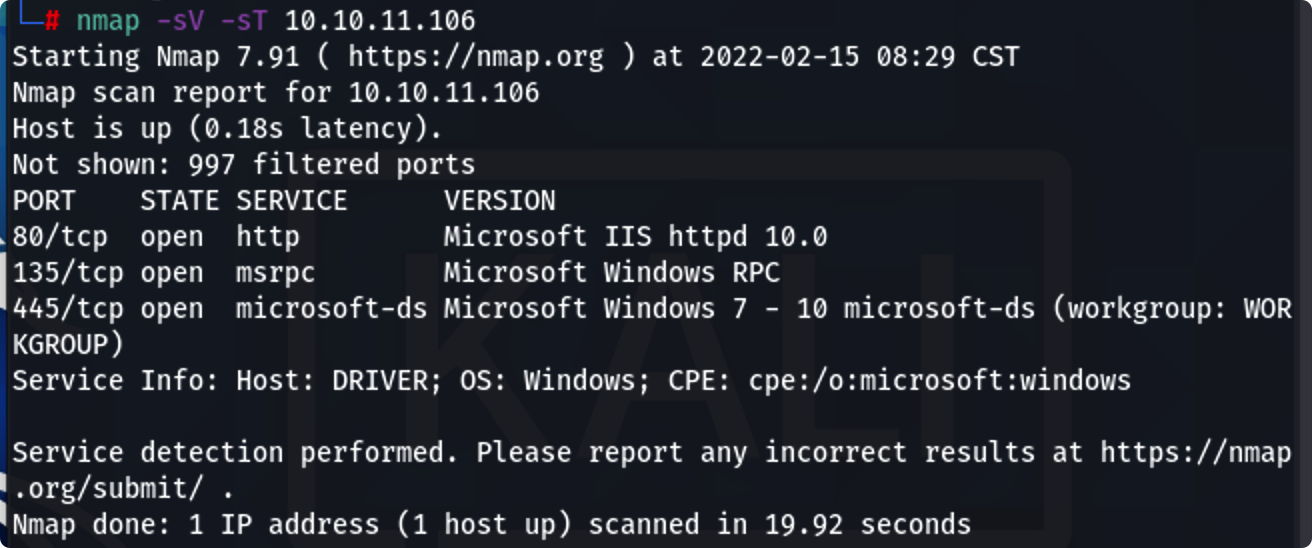 └─# nmap -sV -sT 10.10.11.106
Starting Nmap 7.91 ( https://nmap.org ) at 2022-02-15 08:29 CST
Nmap scan report for 10.10.11.106
Host is up (0.18s latency).
Not shown: 997 filtered ports
PORT    STATE SERVICE      VERSION
80/tcp  open  http         Microsoft IIS httpd 10.0
135/tcp open  msrpc        Microsoft Windows RPC
445/tcp open  microsoft-ds Microsoft Windows 7 - 10 microsoft-ds (workgroup: WOR
KGROUP)
Service Info: Host: DRIVER; OS: Windows; CPE: cpe:/o:microsoft:windows

Service detection performed. Please report any incorrect results at https://nmap
.org/submit/ .
Nmap done: 1 IP address (1 host up) scanned in 19.92 seconds
KALI